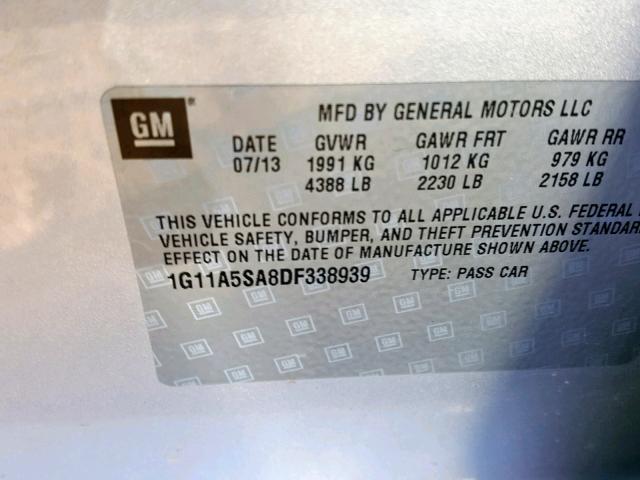 GM
MFD BY GENERAL MOTORS LLC
DATE GVWR GAWR FRT GAWR RR
07/13 1991 KG 1012 KG 979 KG
4388 LB 2230 LB 2158 LB
THIS VEHICLE CONFORMS TO ALL APPLICABLE U.S. FEDERAL
VEHICLE SAFETY, BUMPER, AND THEFT PREVENTION STANDAR
EFFECT ON THE DATE OF MANUFACTURE SHOWN ABOVE.
1G11A5SA8DF338939 TYPE: PASS CAR